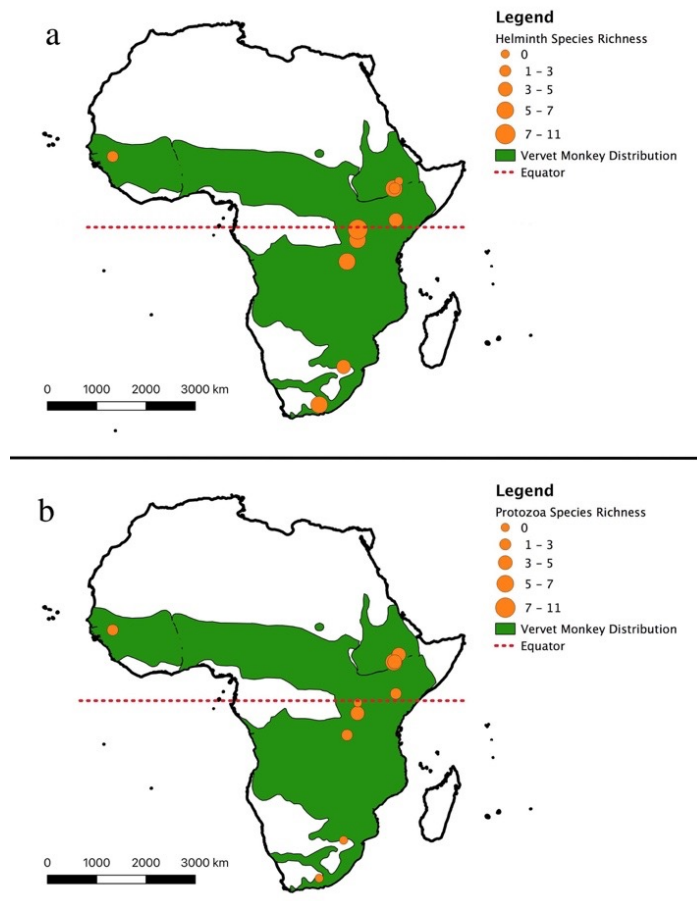 a
Legend
Helminth Species Richness
0
1 – 3
3 – 5
5 – 7
7 – 11
Vervet Monkey Distribution
Equator
0 1000 2000 3000 km
b
Legend
Protozoa Species Richness
0
1 – 3
3 – 5
5 – 7
7 – 11
Vervet Monkey Distribution
Equator
0 1000 2000 3000 km